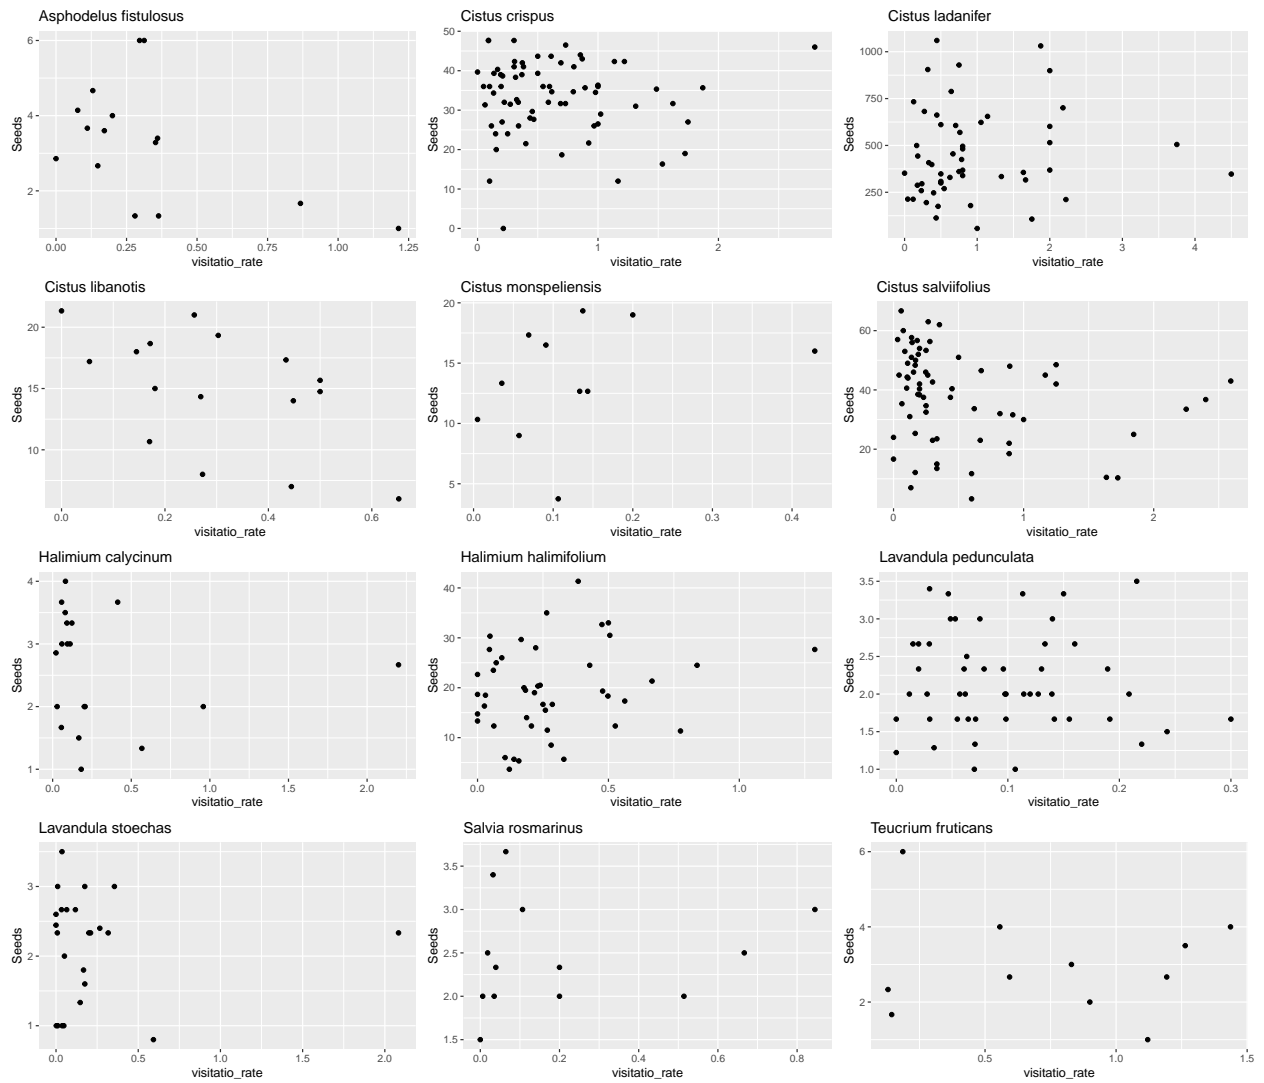 Asphodelus fistulosus
6
4
2
0.00 0.25 0.50 0.75 1.00 1.25
Seeds
visitatio_rate
Cistus crispus
50
40
30
20
10
0
0 1 2
Seeds
visitatio_rate
Cistus ladanifer
1000
750
500
250
0 1 2 3 4
Seeds
visitatio_rate
Cistus libanotis
20
15
10
0.0 0.2 0.4 0.6
Seeds
visitatio_rate
Cistus monspeliensis
20
15
10
5
0.0 0.1 0.2 0.3 0.4
Seeds
visitatio_rate
Cistus salviifolius
60
40
20
0 1 2
Seeds
visitatio_rate
Halimium calycinum
4
3
2
1
0.0 0.5 1.0 1.5 2.0
Seeds
visitatio_rate
Halimium halimifolium
40
30
20
10
0.0 0.5 1.0
Seeds
visitatio_rate
Lavandula pedunculata
3.5
3.0
2.5
2.0
1.5
1.0
0.0 0.1 0.2 0.3
Seeds
visitatio_rate
Lavandula stoechas
3
2
1
0.0 0.5 1.0 1.5 2.0
Seeds
visitatio_rate
Salvia rosmarinus
3.5
3.0
2.5
2.0
1.5
0.0 0.2 0.4 0.6 0.8
Seeds
visitatio_rate
Teucrium fruticans
6
4
2
0.5 1.0 1.5
Seeds
visitatio_rate